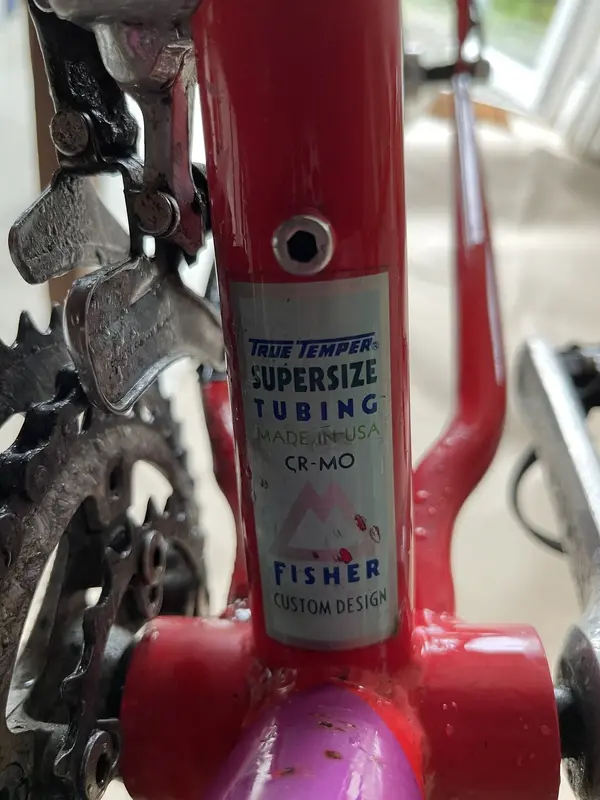 TRUE TEMPER®
SUPERSIZE
TUBING
MADE IN USA
CR-MO
FISHER
CUSTOM DESIGN